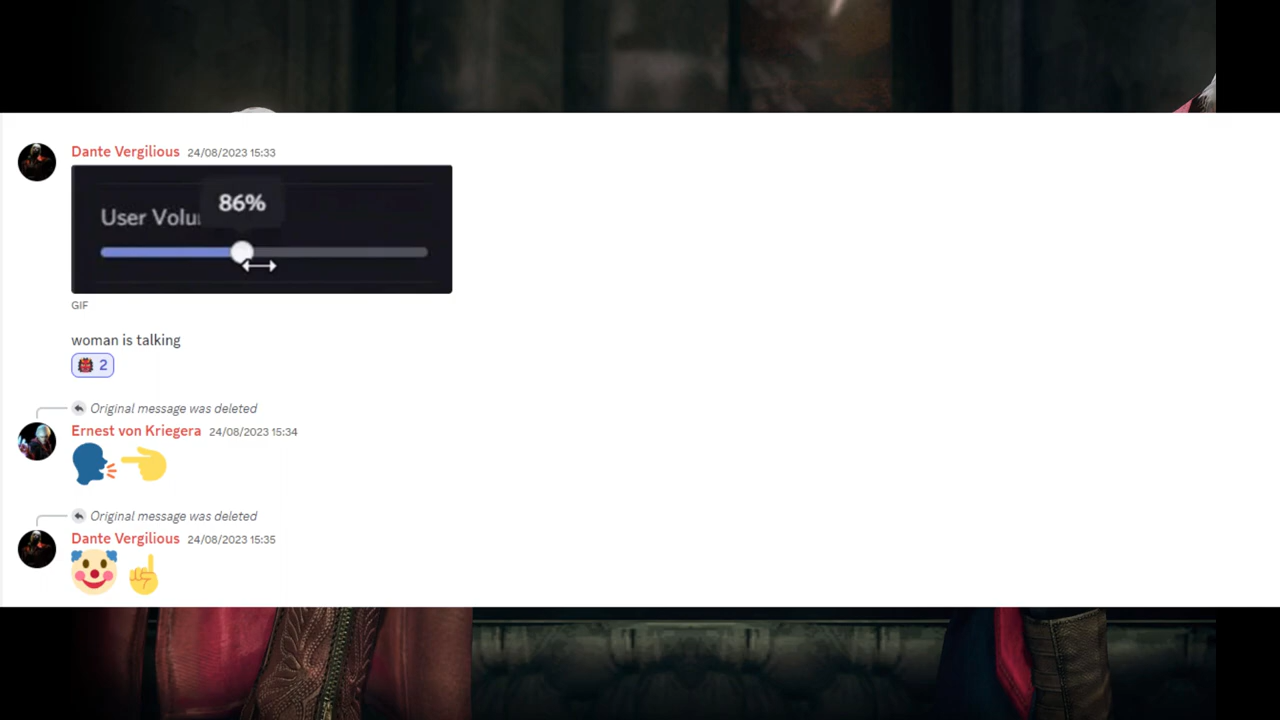 Dante Vergilious 24/08/2023 15:33
86%
User Volu
GIF
woman is talking
2
Original message was deleted
Ernest von Kriegera 24/08/2023 15:34
Original message was deleted
Dante Vergilious 24/08/2023 15:35